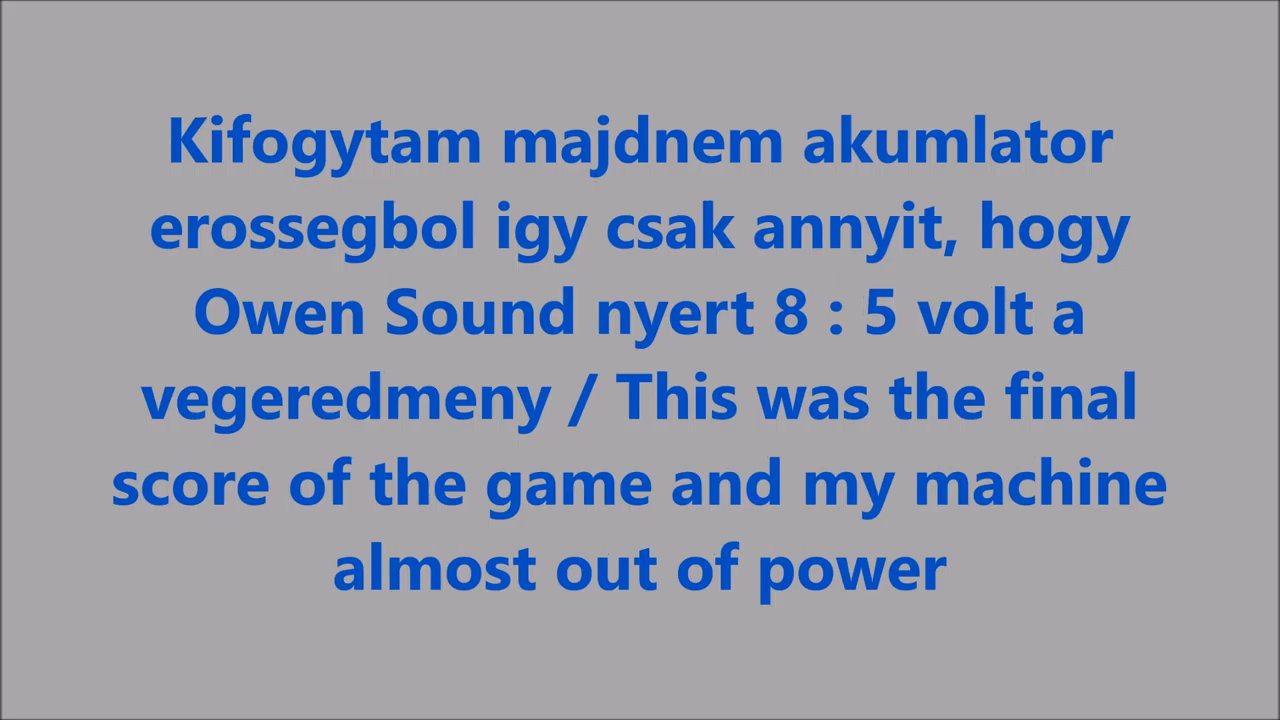 Kifogytam majdnem akumlator
erossegbol igy csak annyit, hogy
Owen Sound nyert 8 : 5 volt a
vegeredmeny / This was the final
score of the game and my machine
almost out of power